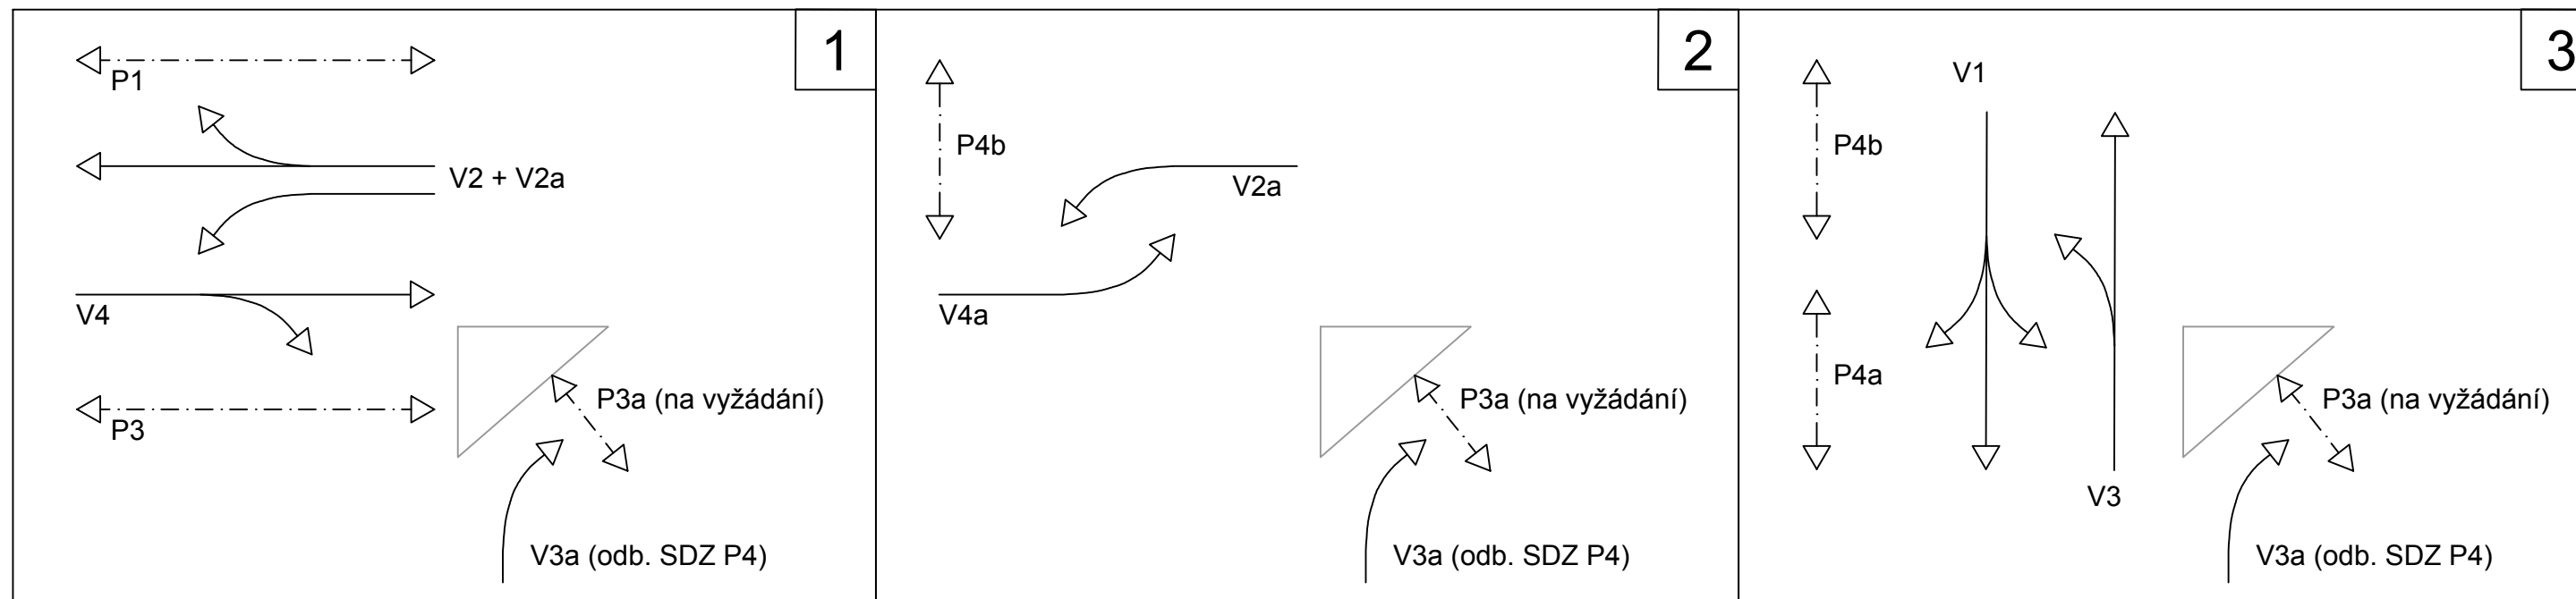 1
P1
V2 + V2a
V4
P3a (na vyžádání)
P3
V3a (odb. SDZ P4)
2
P4b
V2a
V4a
P3a (na vyžádání)
V3a (odb. SDZ P4)
3
V1
P4b
P4a
P3a (na vyžádání)
V3
V3a (odb. SDZ P4)